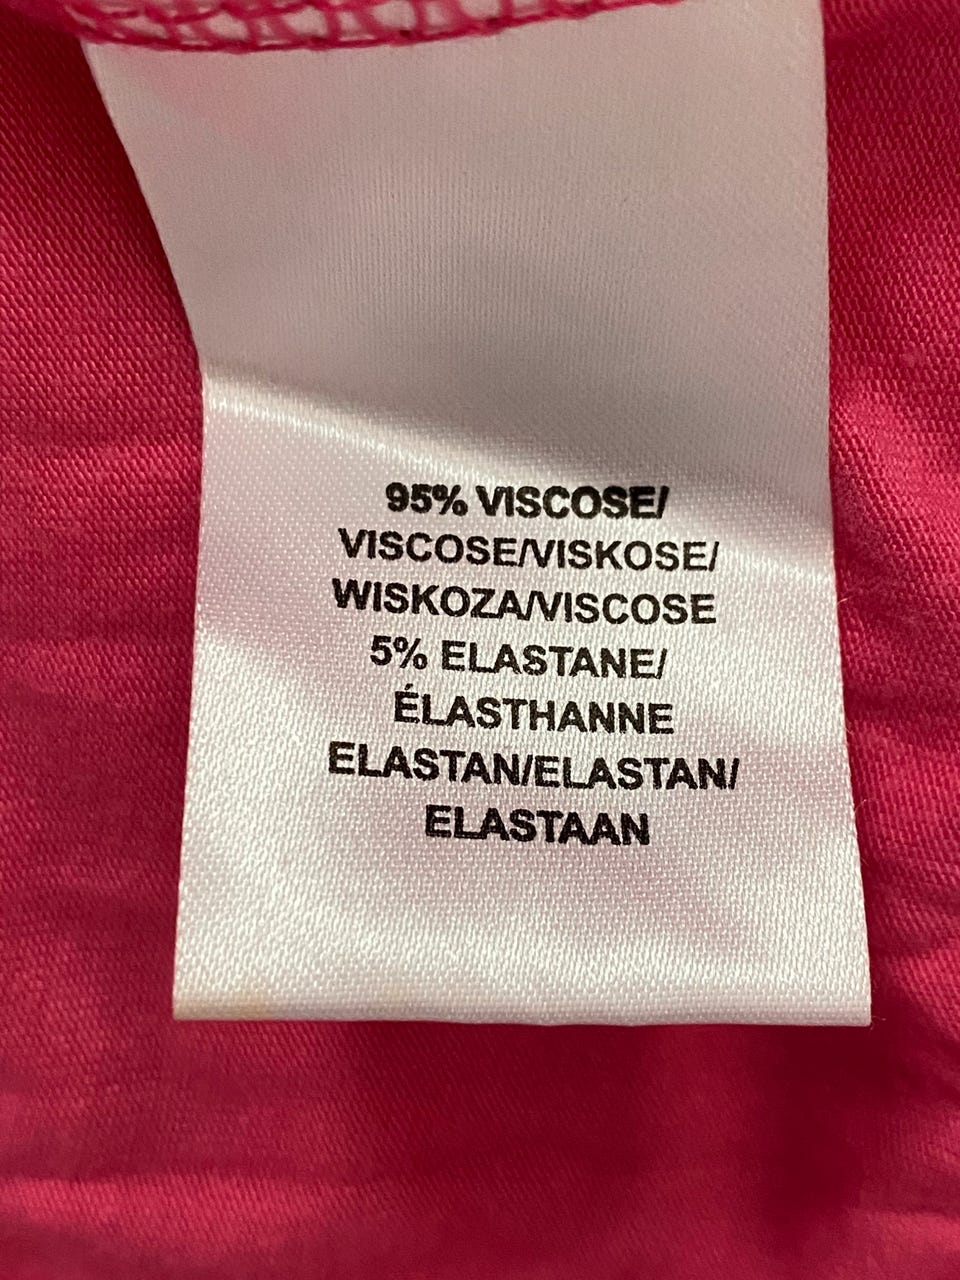 95% VISCOSE/
VISCOSE/VISKOSE/
WISKOZA/VISCOSE
5% ELASTANE/
ÉLASTHANNE
ELASTAN/ELASTAN/
ELASTAAN